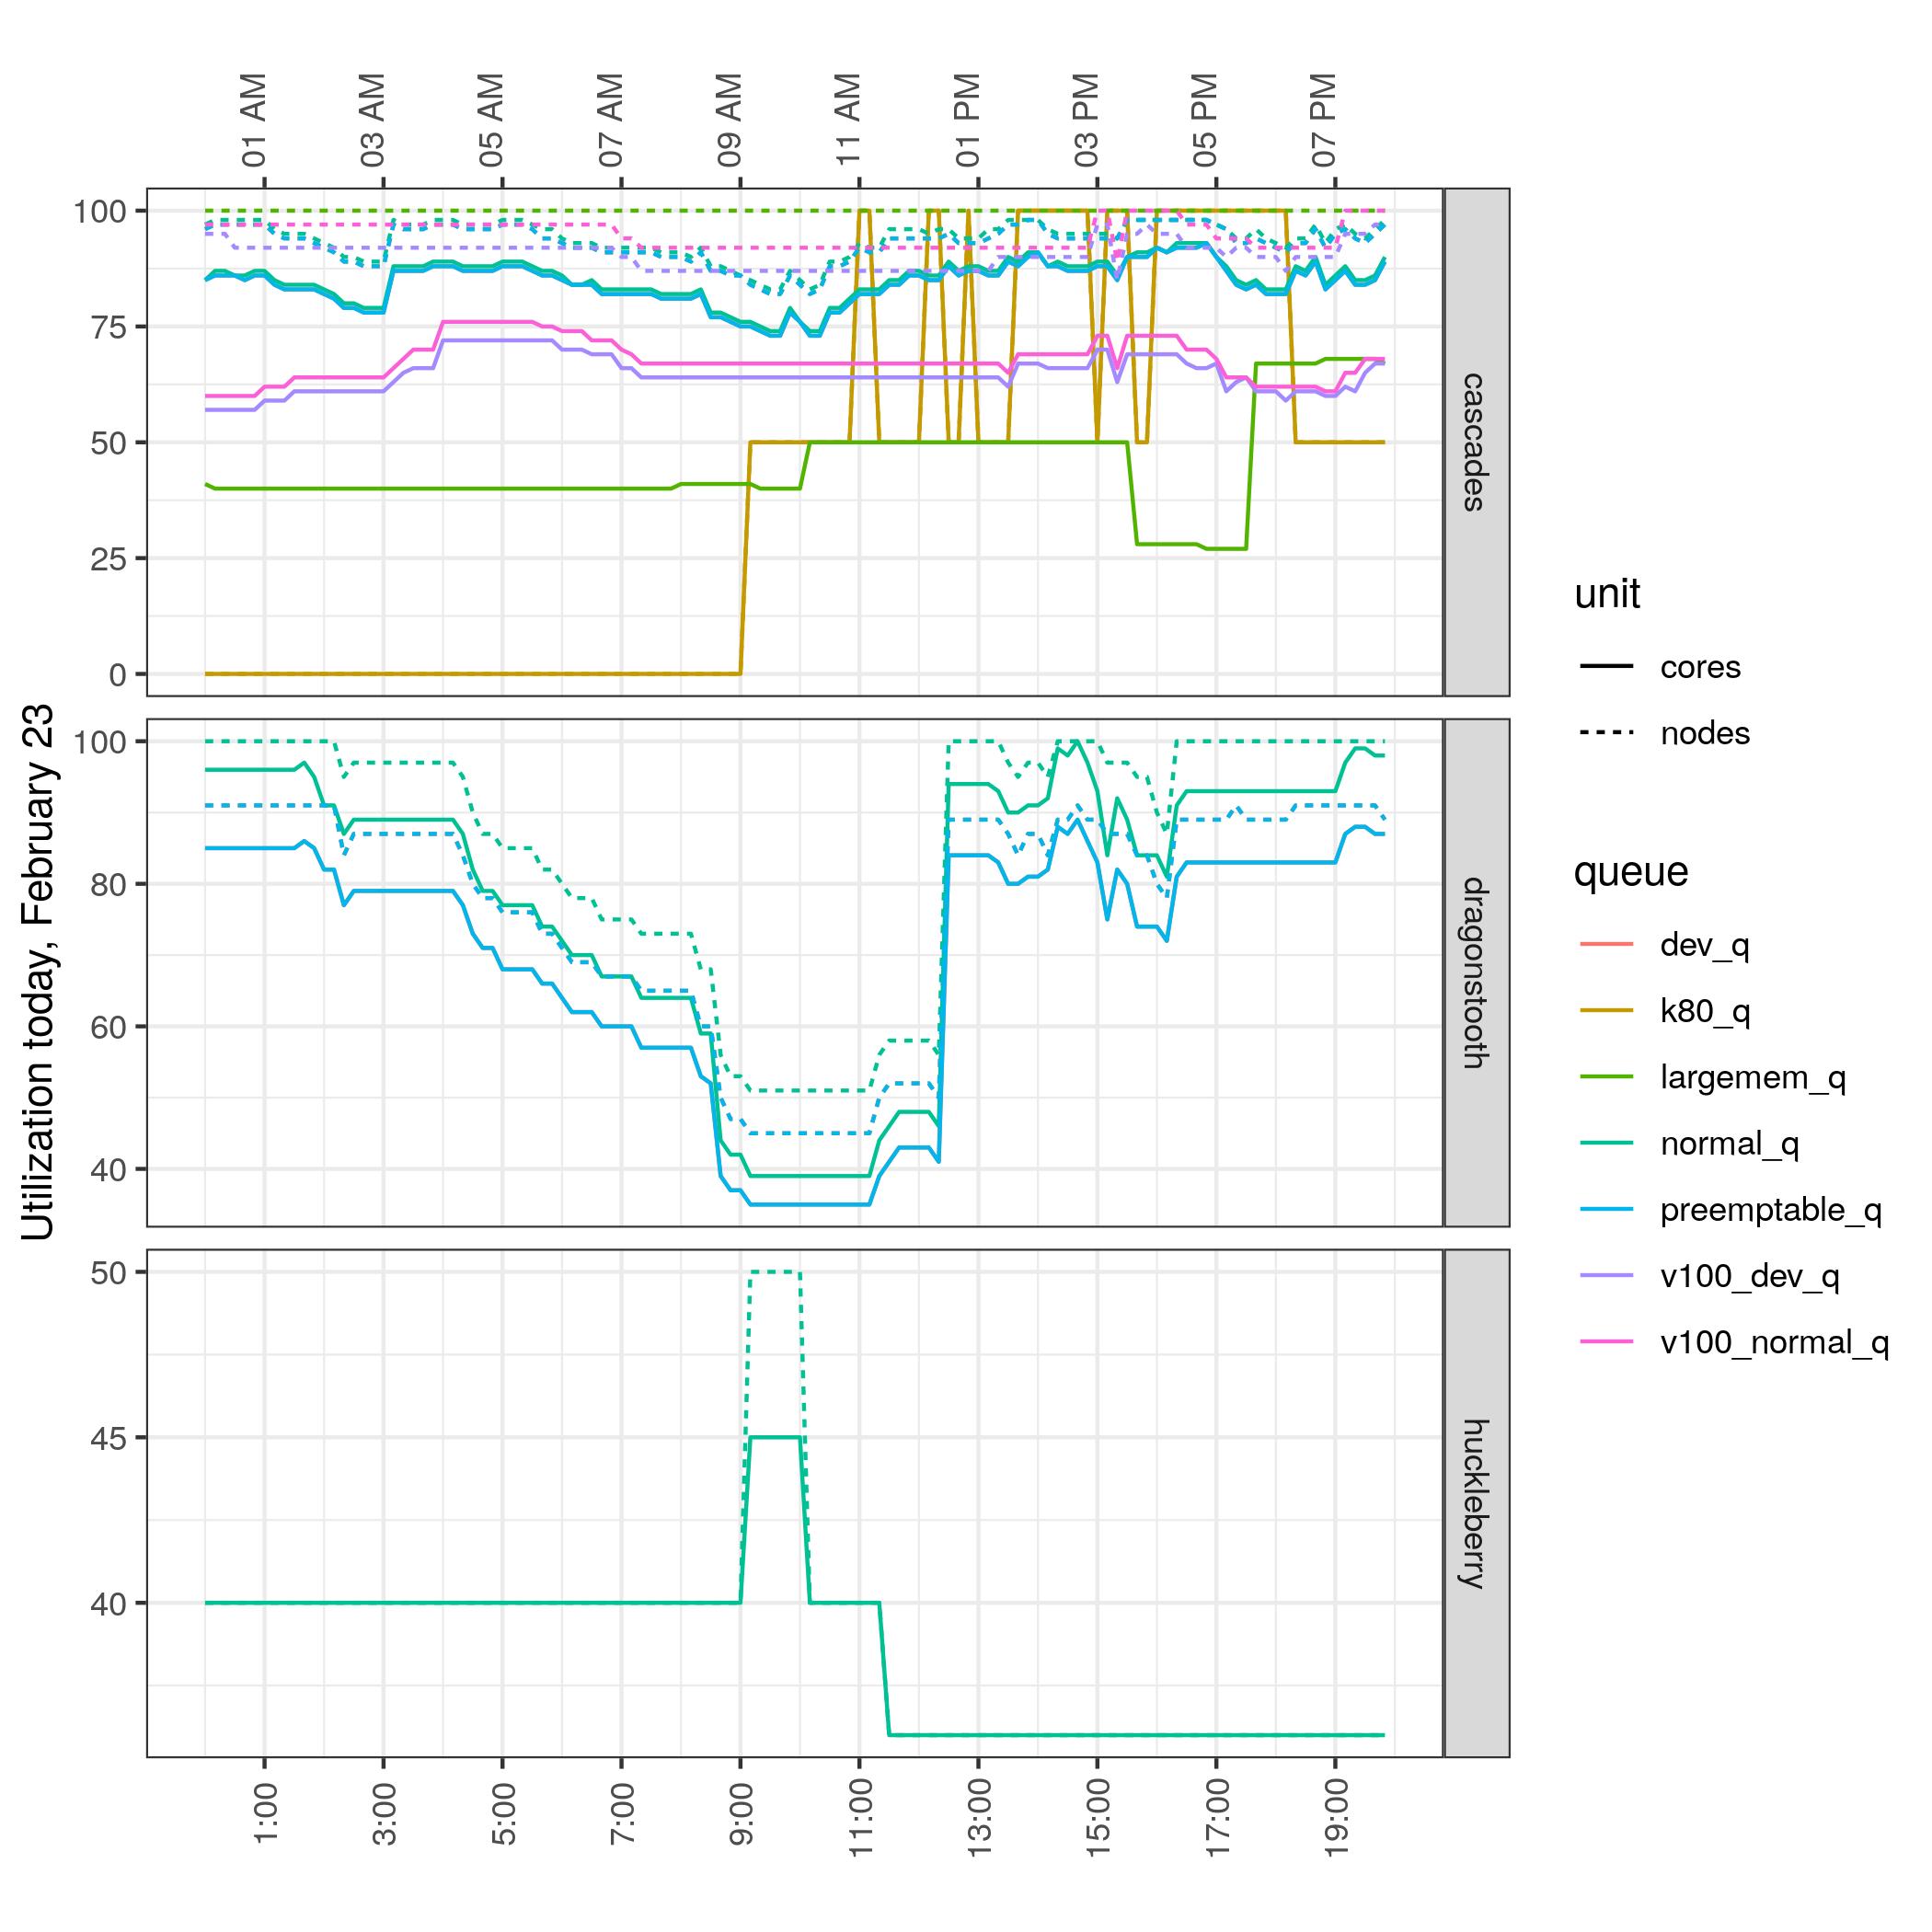 01 AM
03 AM
05 AM
07 AM
09 AM
11 AM
01 PM
03 PM
05 PM
07 PM
Utilization today, February 23
100
75
50
25
0
cascades
100
80
60
40
dragonstooth
50
45
40
huckleberry
1:00
3:00
5:00
7:00
9:00
11:00
13:00
15:00
17:00
19:00
unit
cores
nodes
queue
dev_q
k80_q
largemem_q
normal_q
preemptable_q
v100_dev_q
v100_normal_q